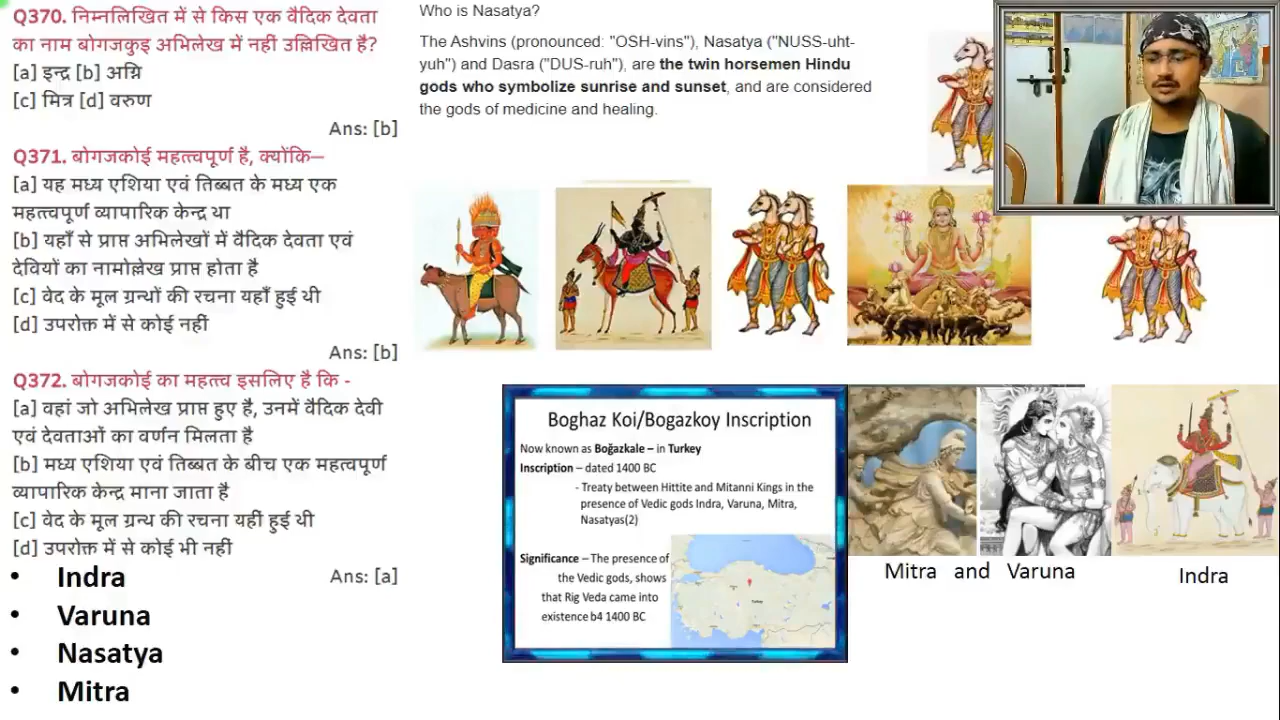 Q370. निम्नलिखित में से किस एक वैदिक देवता
का नाम बोगजकुइ अभिलेख में नहीं उल्लिखित है?
[a] इन्द्र [b] अग्नि
[c] मित्र [d] वरुण
Ans: [b]
Q371. बोगजकोई महत्त्वपूर्ण है, क्योंकि—
[a] यह मध्य एशिया एवं तिब्बत के मध्य एक
महत्त्वपूर्ण व्यापारिक केन्द्र था
[b] यहाँ से प्राप्त अभिलेखों में वैदिक देवता एवं
देवियों का नामोल्लेख प्राप्त होता है
[c] वेद के मूल ग्रन्थों की रचना यहाँ हुई थी
[d] उपरोक्त में से कोई नहीं
Ans: [b]
Q372. बोगजकोई का महत्त्व इसलिए है कि -
[a] वहां जो अभिलेख प्राप्त हुए है, उनमें वैदिक देवी
एवं देवताओं का वर्णन मिलता है
[b] मध्य एशिया एवं तिब्बत के बीच एक महत्वपूर्ण
व्यापारिक केन्द्र माना जाता है
[c] वेद के मूल ग्रन्थ की रचना यहीं हुई थी
[d] उपरोक्त में से कोई भी नहीं
Ans: [a]
• Indra
• Varuna
• Nasatya
• Mitra
Who is Nasatya?
The Ashvins (pronounced: "OSH-vins"), Nasatya ("NUSS-uht-
yuh") and Dasra ("DUS-ruh"), are the twin horsemen Hindu
gods who symbolize sunrise and sunset, and are considered
the gods of medicine and healing.
Boghaz Koi/Bogazkoy Inscription
Now known as Boğazkale – in Turkey
Inscription – dated 1400 BC
- Treaty between Hittite and Mitanni Kings in the
presence of Vedic gods Indra, Varuna, Mitra,
Nasatyas(2)
Significance – The presence of
the Vedic gods, shows
that Rig Veda came into
existence b4 1400 BC
Turkey
Mitra and Varuna
Indra